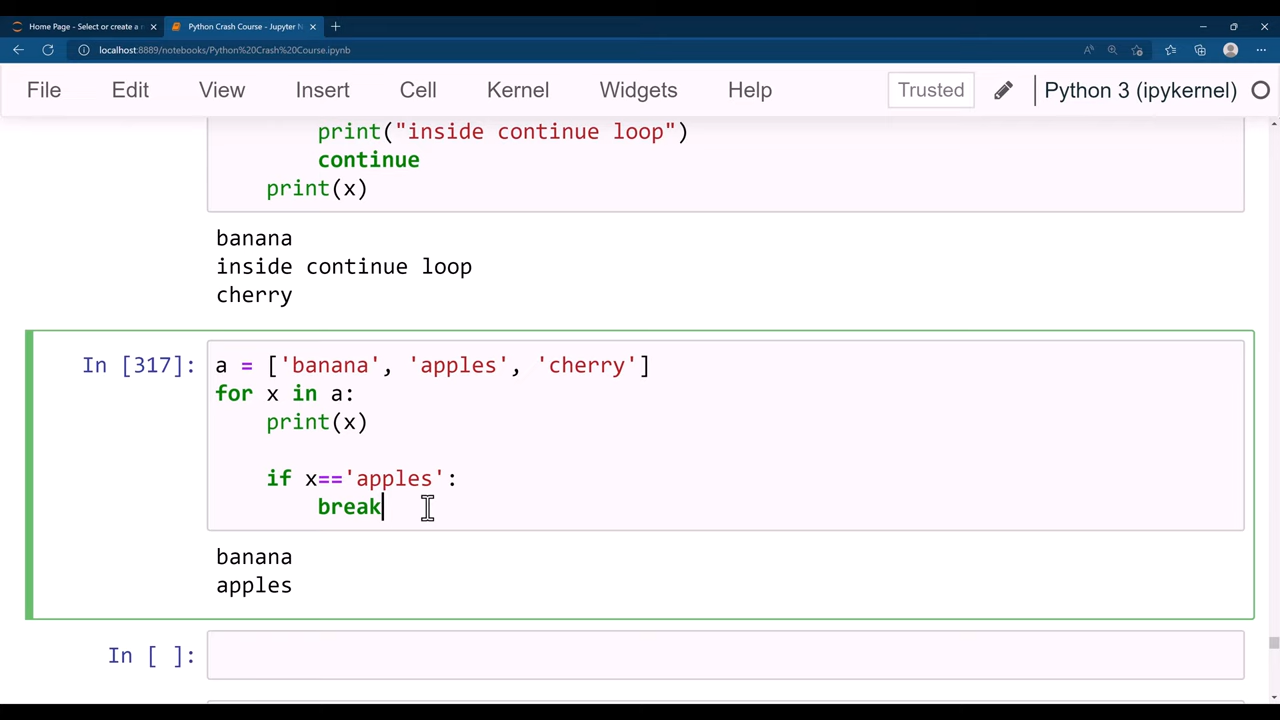 Home Page - Select or create a n
Python Crash Course - Jupyter N
localhost:8889/notebooks/Python%20Crash%20Course.ipynb
File Edit View Insert Cell Kernel Widgets Help Trusted Python 3 (ipykernel)
print("inside continue loop")
continue
print(x)
banana
inside continue loop
cherry
In [317]: a = ['banana', 'apples', 'cherry']
for x in a:
print(x)
if x=='apples':
break
banana
apples
In [ ]: